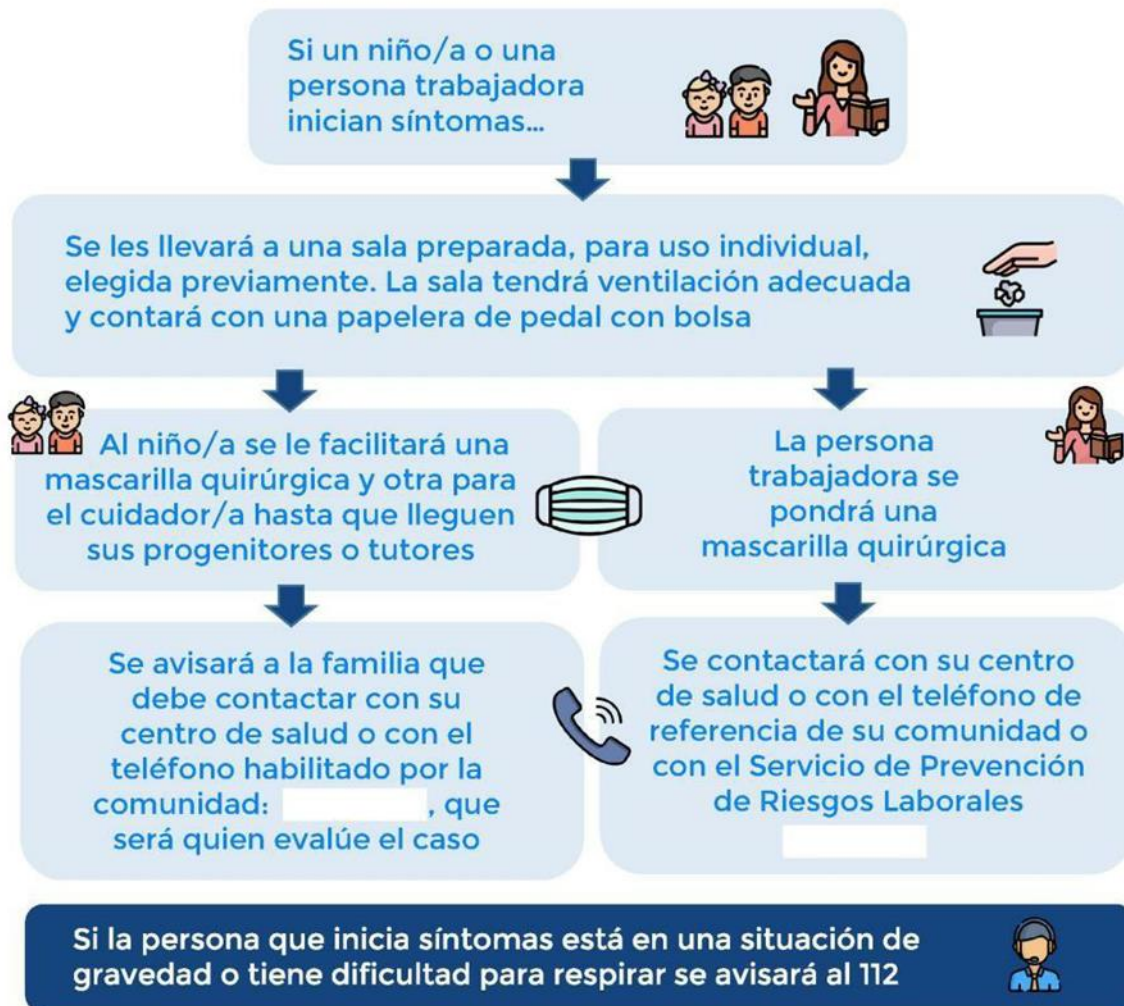 Si un niño/a o una
persona trabajadora
inician síntomas...
Se les llevará a una sala preparada, para uso individual,
elegida previamente. La sala tendrá ventilación adecuada
y contará con una papelera de pedal con bolsa
Al niño/a se le facilitará una
mascarilla quirúrgica y otra para
el cuidador/a hasta que lleguen
sus progenitores o tutores
La persona
trabajadora se
pondrá una
mascarilla quirúrgica
Se avisará a la familia que
debe contactar con su
centro de salud o con el
teléfono habilitado por la
comunidad: , que
será quien evalúe el caso
Se contactará con su centro
de salud o con el teléfono de
referencia de su comunidad o
con el Servicio de Prevención
de Riesgos Laborales
Si la persona que inicia síntomas está en una situación de
gravedad o tiene dificultad para respirar se avisará al 112